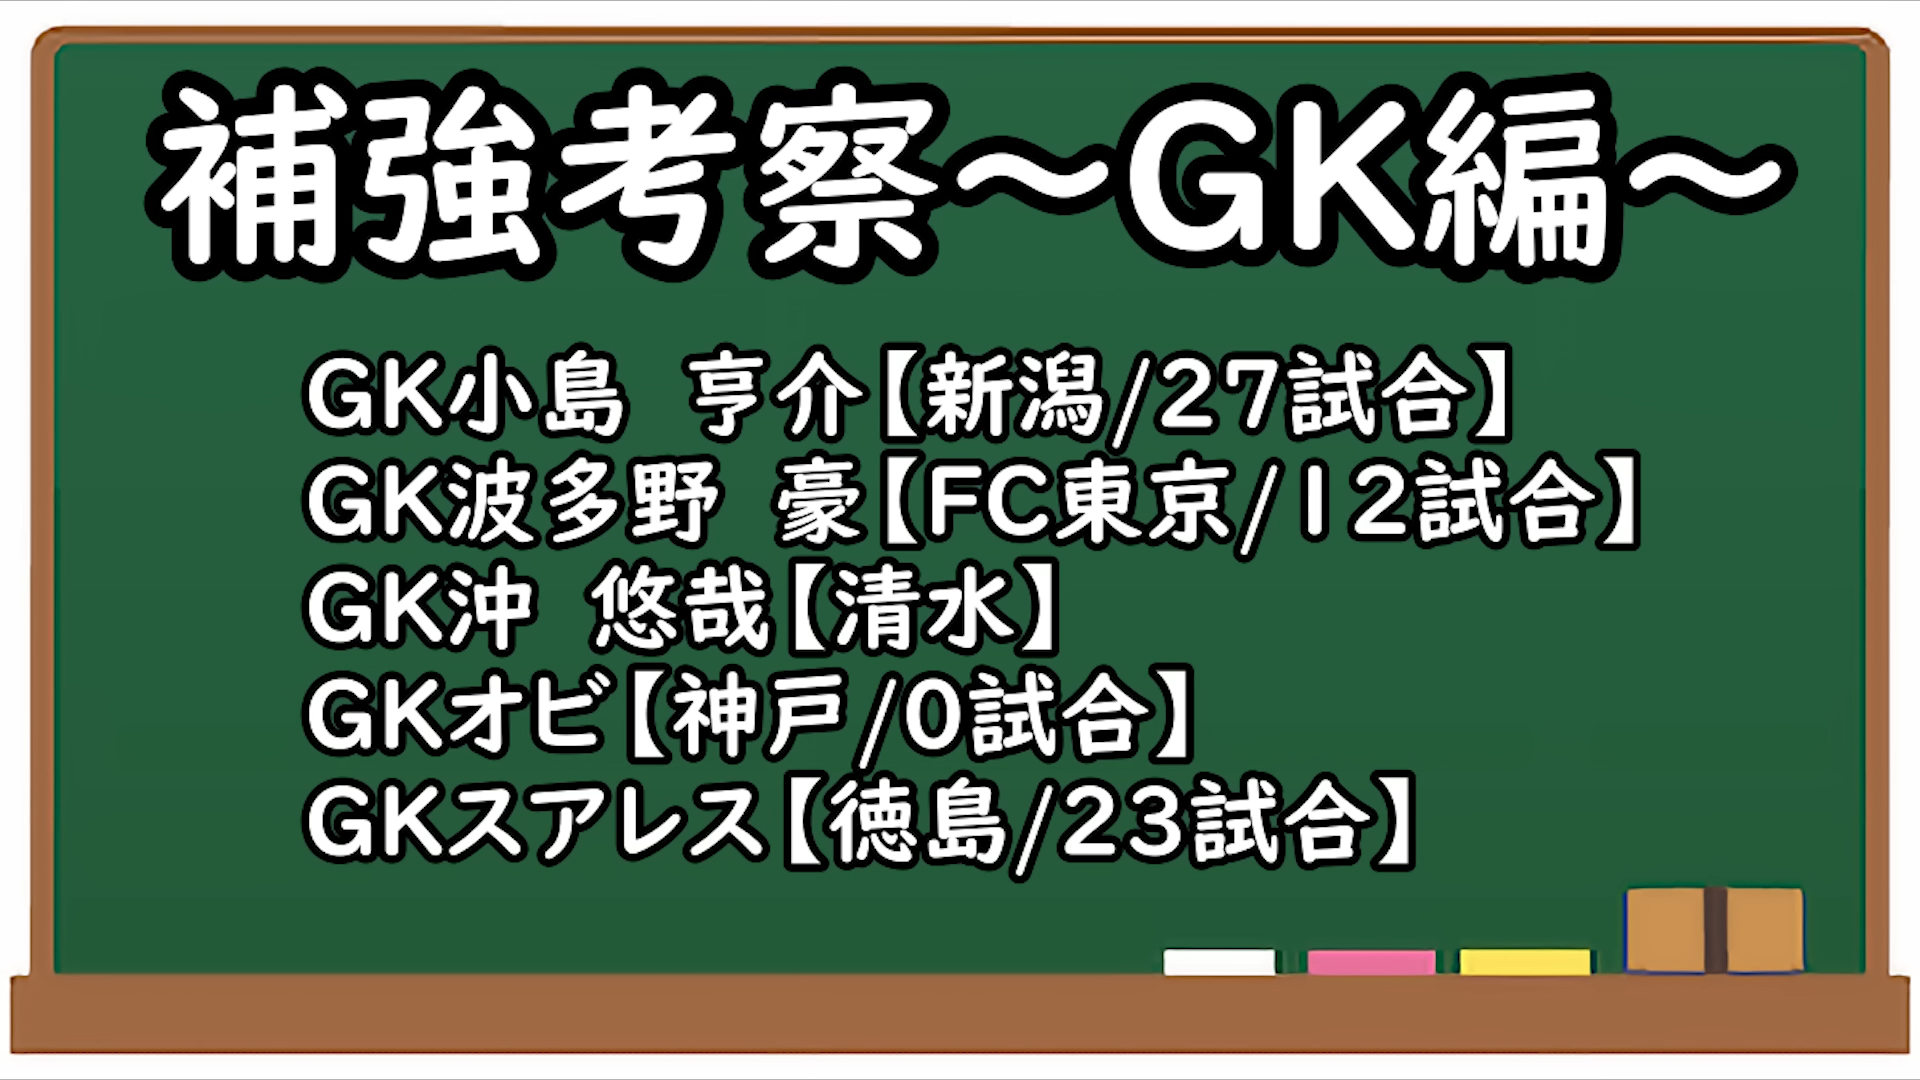 補強考察～GK編～
GK小島　亨介【新潟/27試合】
GK波多野　豪【FC東京/12試合】
GK沖　悠哉【清水】
GKオビ【神戸/0試合】
GKスアレス【徳島/23試合】